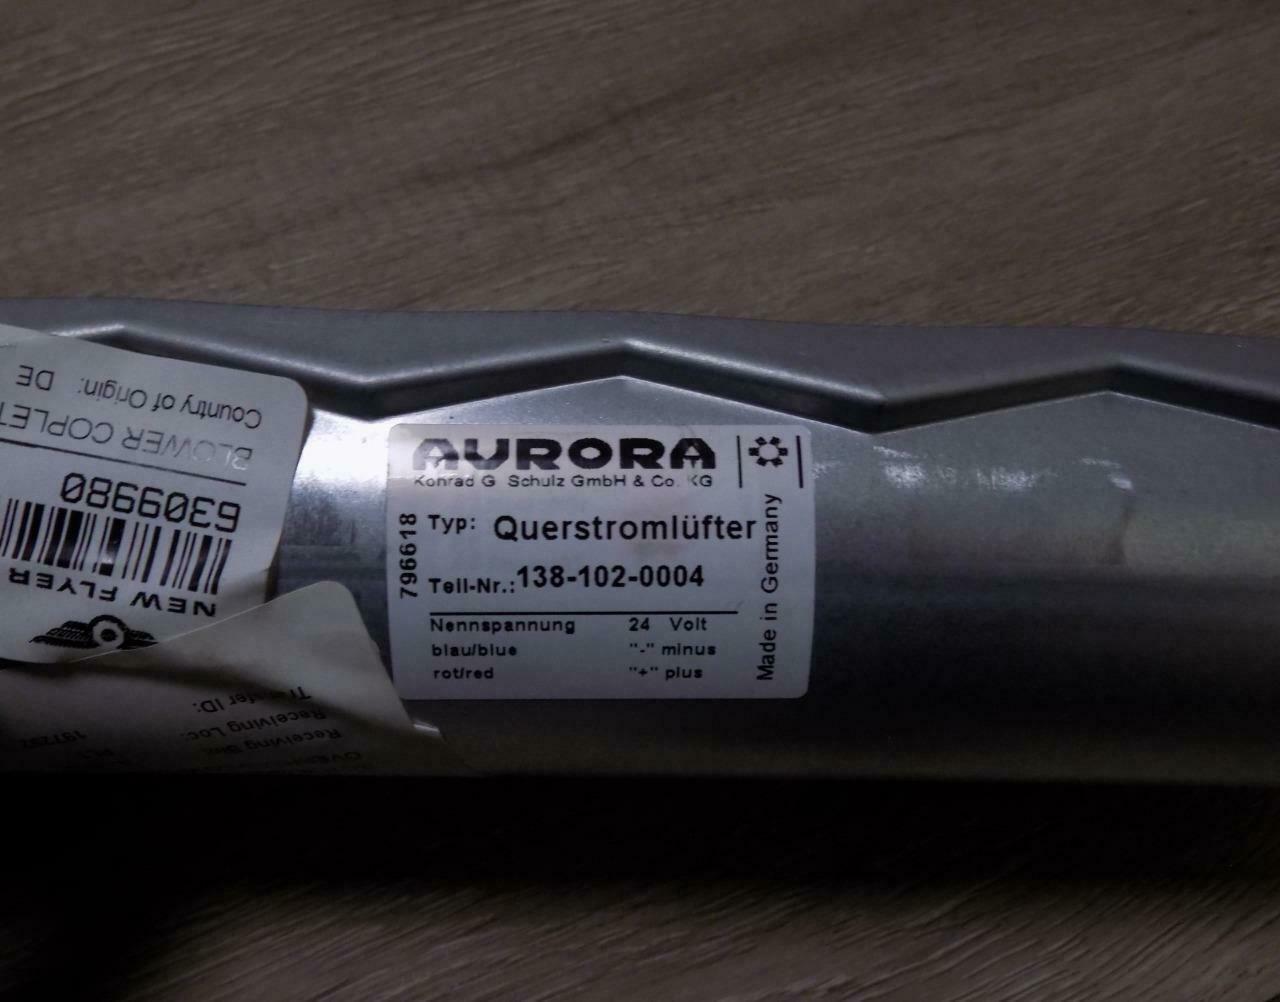 AURORA
Konrad G. Schulz GmbH & Co. KG
796618
Typ: Querstromlüfter
Teil-Nr.: 138-102-0004
Nennspannung 24 Volt
blau/blue "-" minus
rot/red "+" plus
Made in Germany
NEW FLYER
6309980
BLOWER COPLET
Country of Origin: DE
Receiving
Receiving Loc:
Transfer ID: